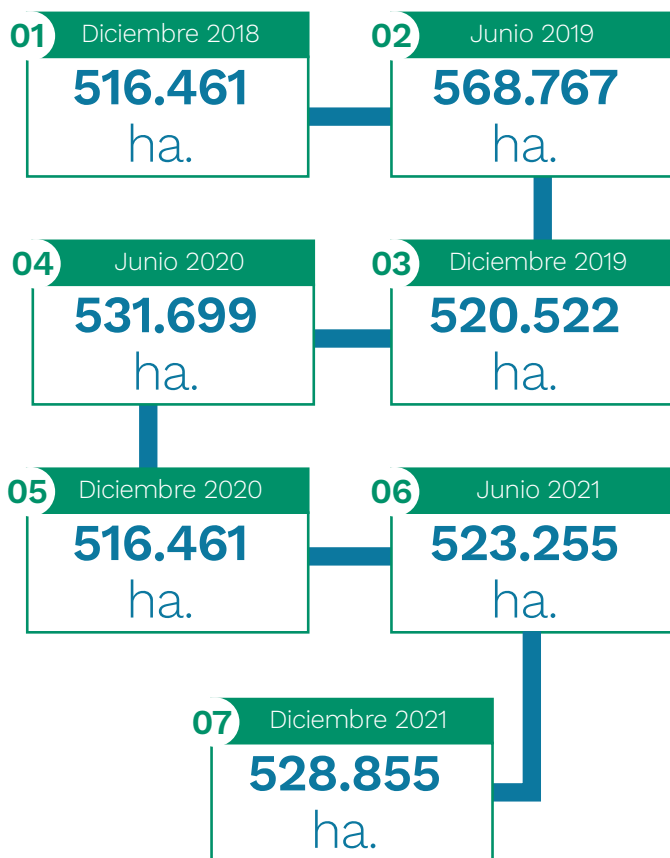 01 Diciembre 2018
516.461
ha.
02 Junio 2019
568.767
ha.
03 Diciembre 2019
520.522
ha.
04 Junio 2020
531.699
ha.
05 Diciembre 2020
516.461
ha.
06 Junio 2021
523.255
ha.
07 Diciembre 2021
528.855
ha.